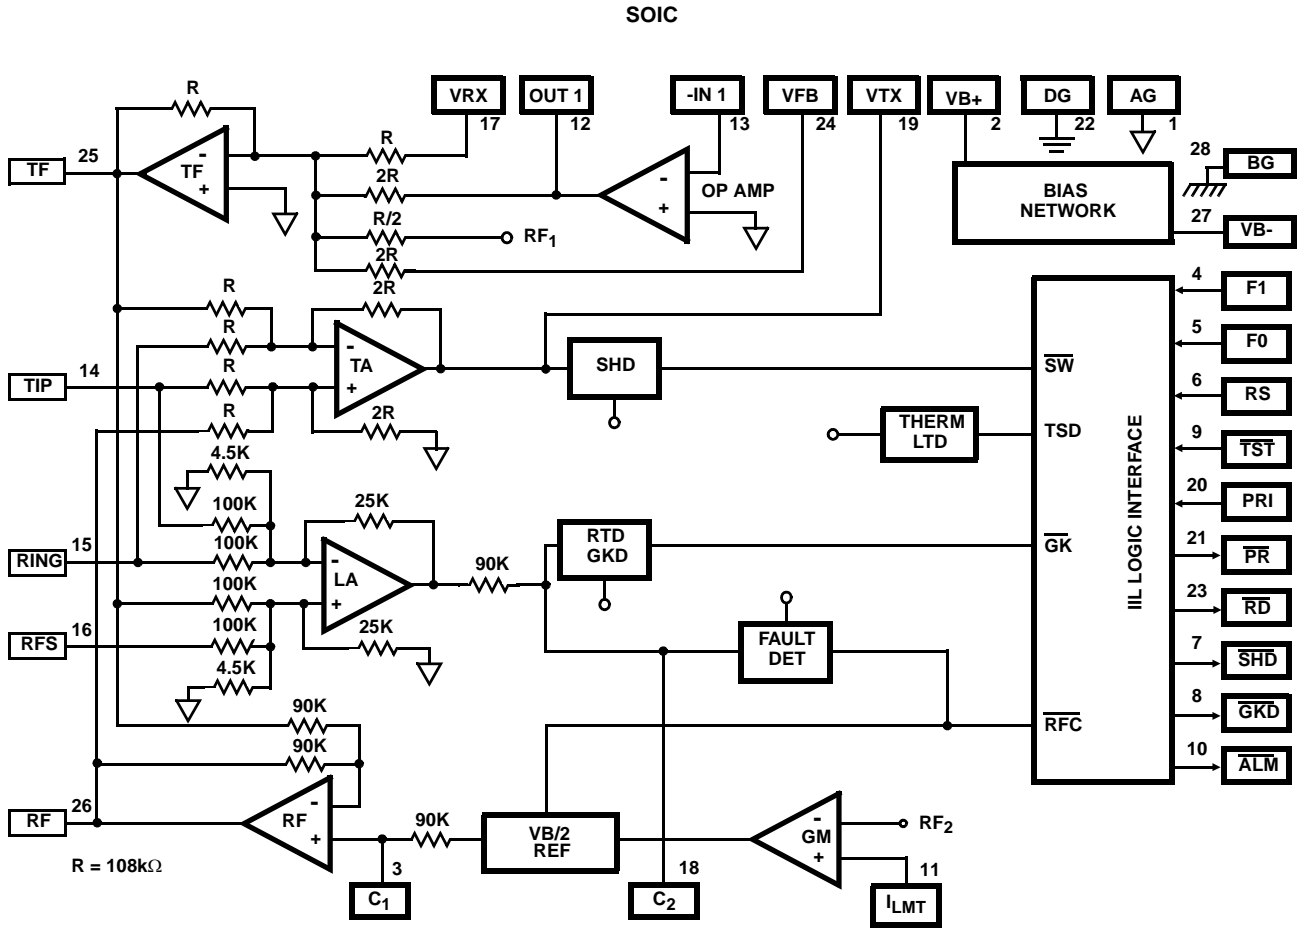 SOIC
R
VRX
17
OUT 1
12
-IN 1
13
VFB
24
VTX
19
VB+
2
DG
22
AG
1
TF
25
-
TF
+
R
2R
R/2
RF1
2R
-
OP AMP
+
BIAS
NETWORK
28
BG
27
VB-
R
2R
R
-
TA
+
TIP
14
R
R
2R
SHD
SW
THERM
LTD
TSD
4
F1
5
F0
6
RS
9
TST
20
PRI
21
PR
23
RD
7
SHD
8
GKD
10
ALM
IIL LOGIC INTERFACE
4.5K
100K
25K
RING
15
100K
-
LA
+
90K
RTD
GKD
GK
100K
RFS
16
100K
25K
4.5K
FAULT
DET
RFC
90K
90K
RF
26
-
RF
+
90K
VB/2
REF
-
GM
+
RF2
R = 108kΩ
3
C1
18
C2
11
ILMT